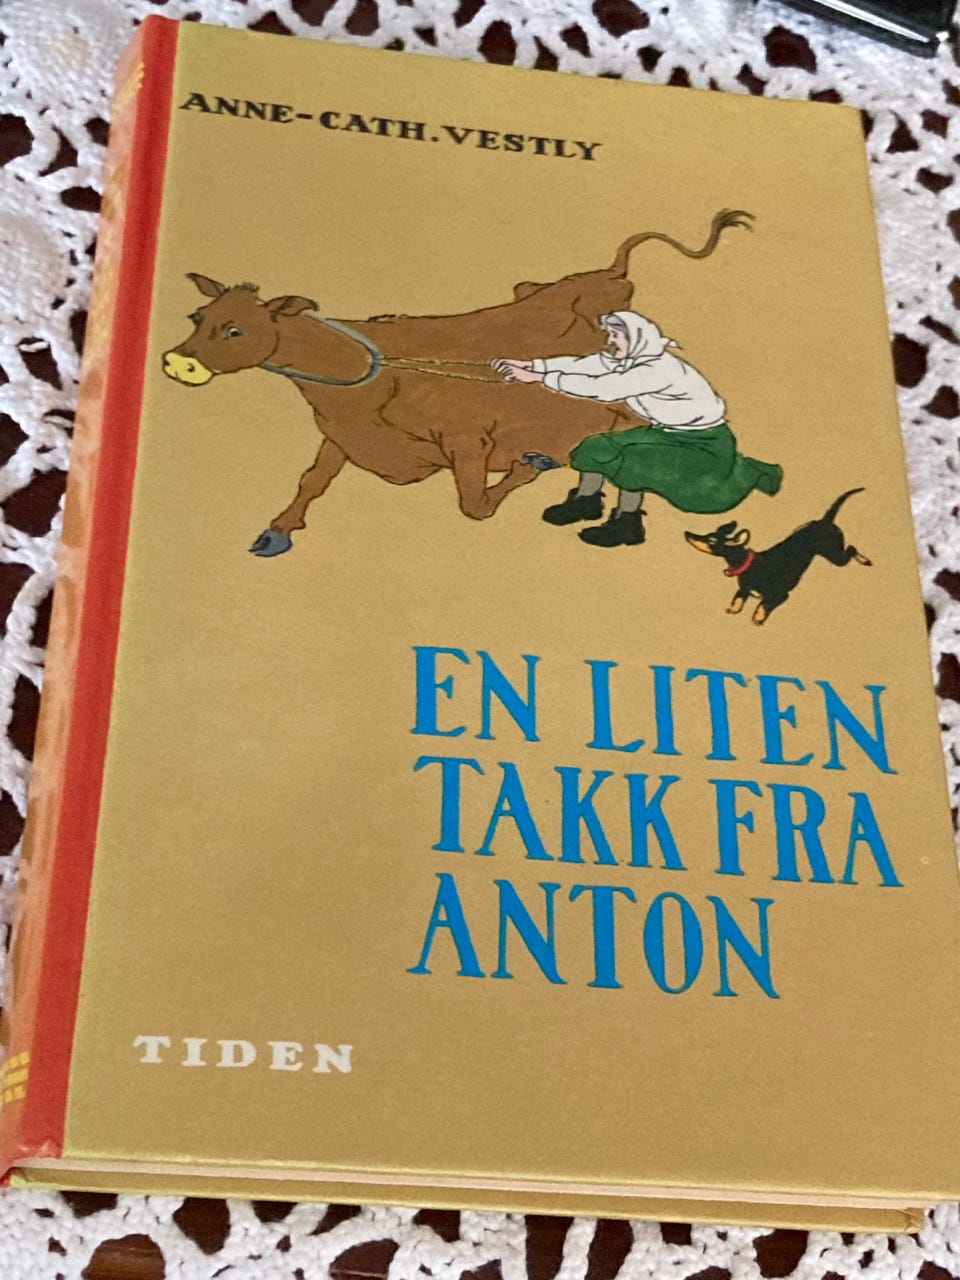 ANNE-CATH. VESTLY
EN LITEN
TAKK FRA
ANTON
TIDEN